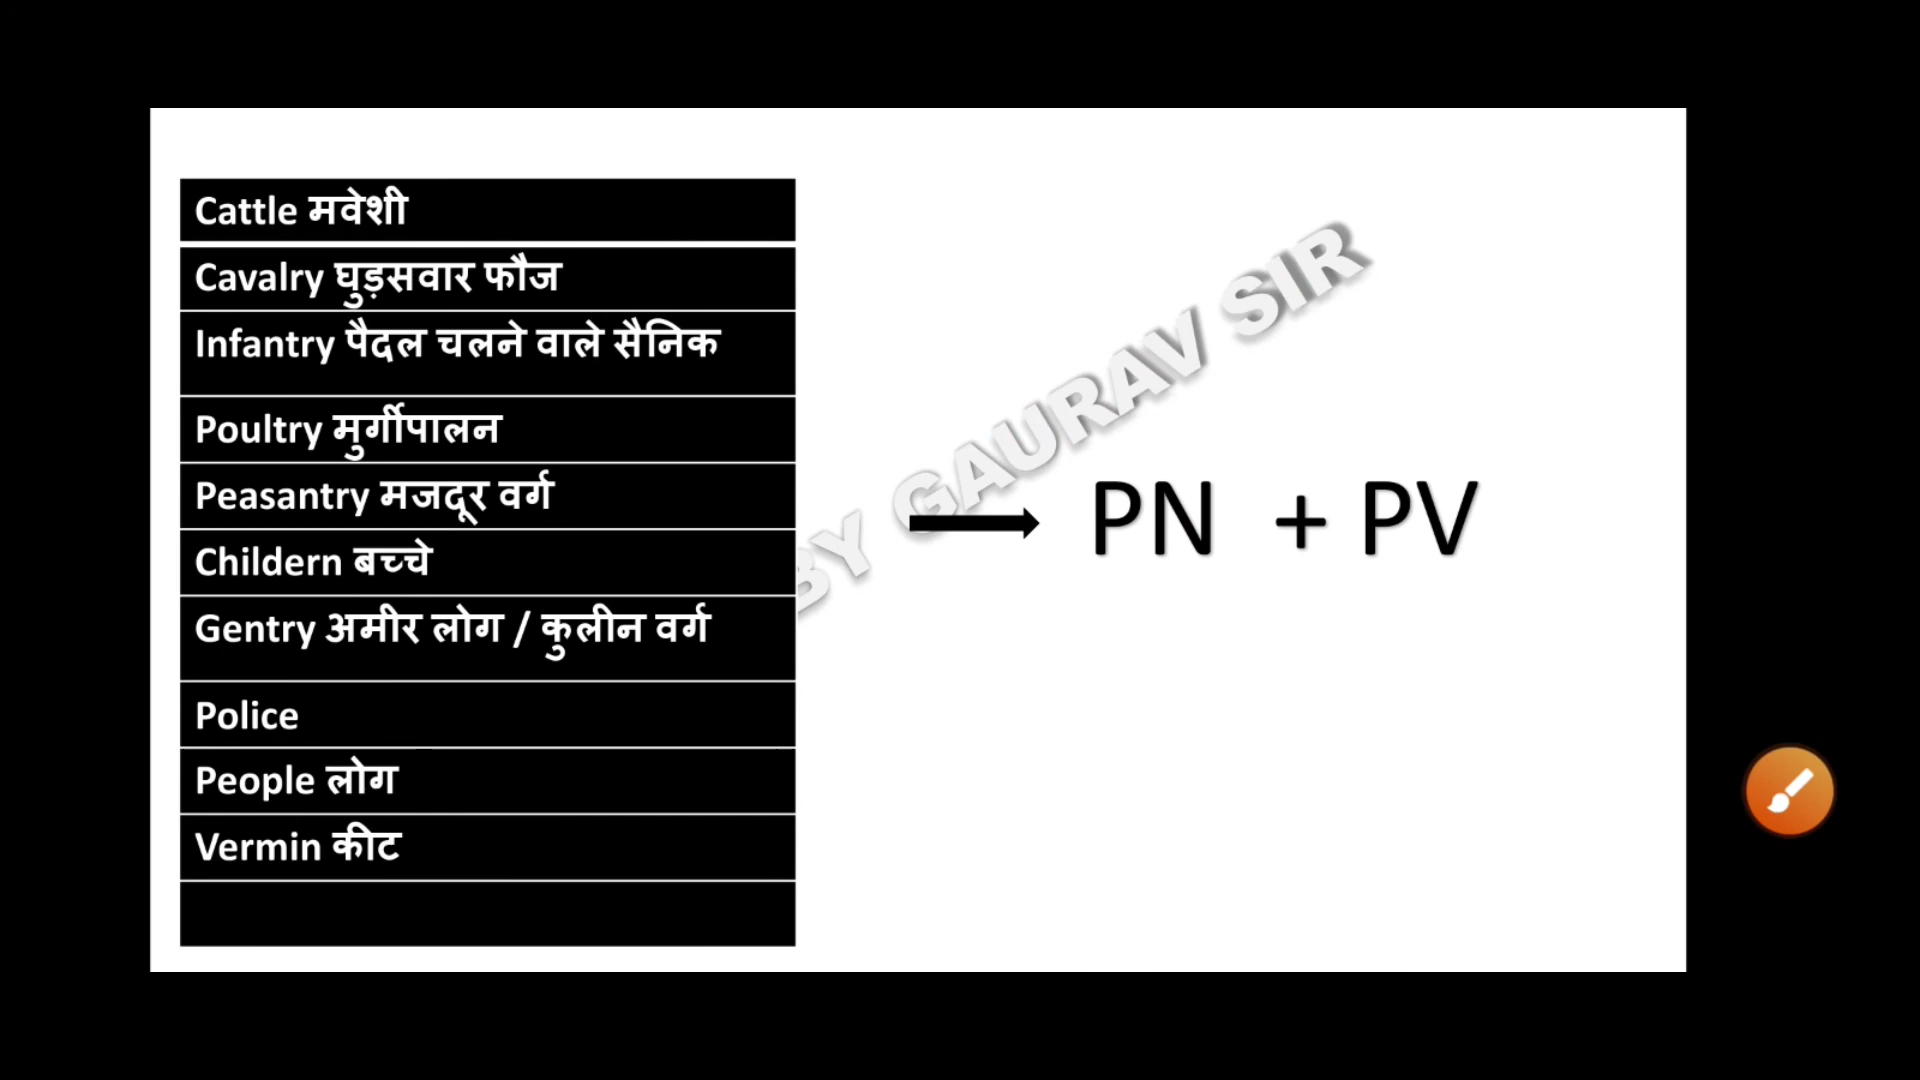 Cattle मवेशी
Cavalry घुड़सवार फौज
Infantry पैदल चलने वाले सैनिक
Poultry मुर्गीपालन
Peasantry मजदूर वर्ग
Childern बच्चे
Gentry अमीर लोग / कुलीन वर्ग
Police
People लोग
Vermin कीट
BY GAURAV SIR
PN + PV